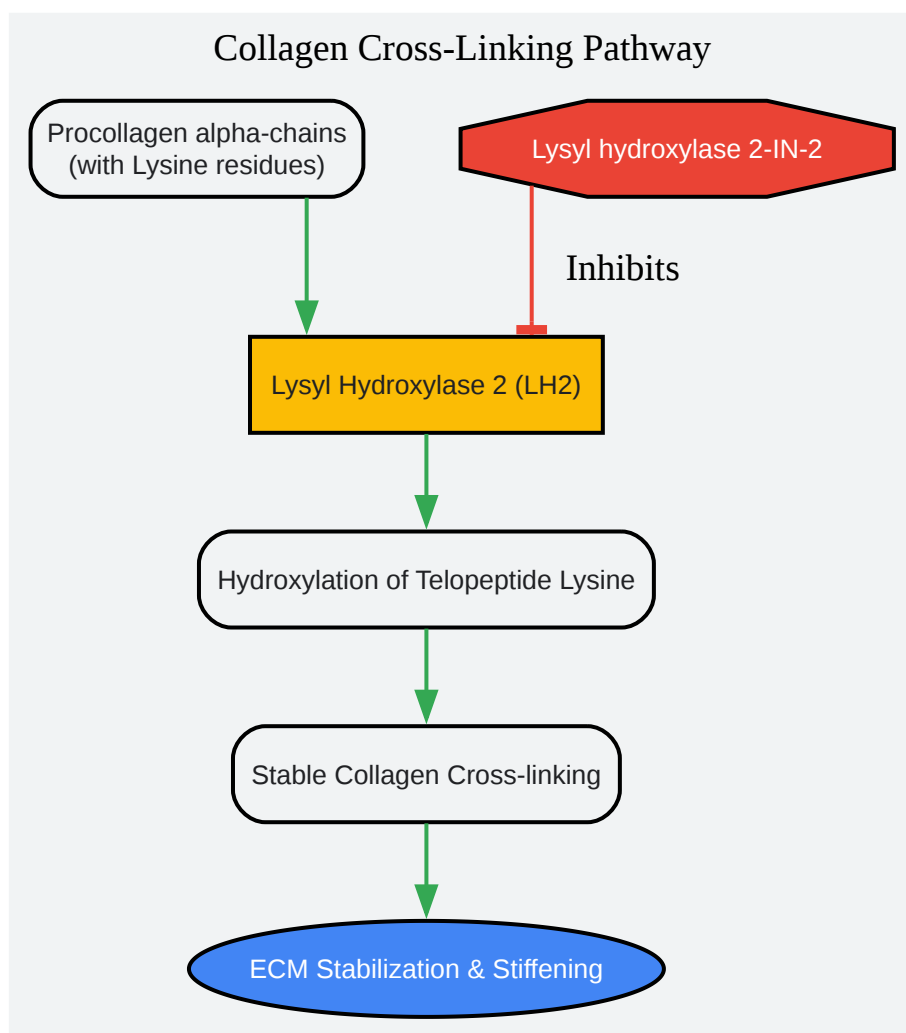 Collagen Cross-Linking Pathway
Procollagen alpha-chains
(with Lysine residues)
Lysyl hydroxylase 2-IN-2
Inhibits
Lysyl Hydroxylase 2 (LH2)
Hydroxylation of Telopeptide Lysine
Stable Collagen Cross-linking
ECM Stabilization & Stiffening